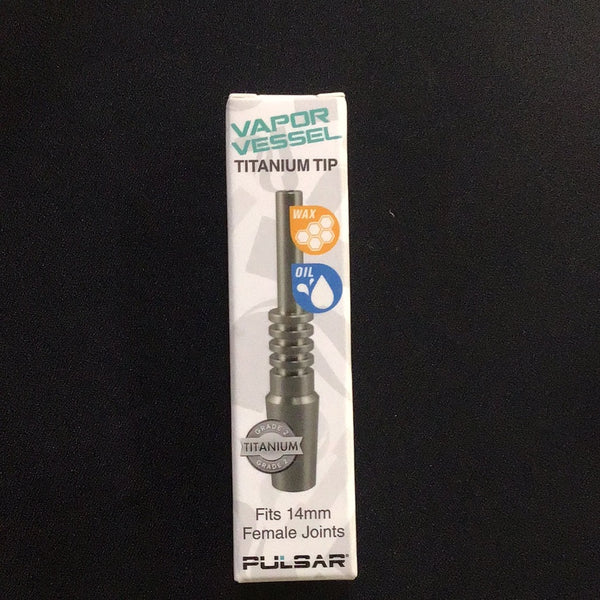 VAPOR
VESSEL
TITANIUM TIP
WAX
OIL
GRADE 2
TITANIUM
GRADE 2
Fits 14mm
Female Joints
PULSAR